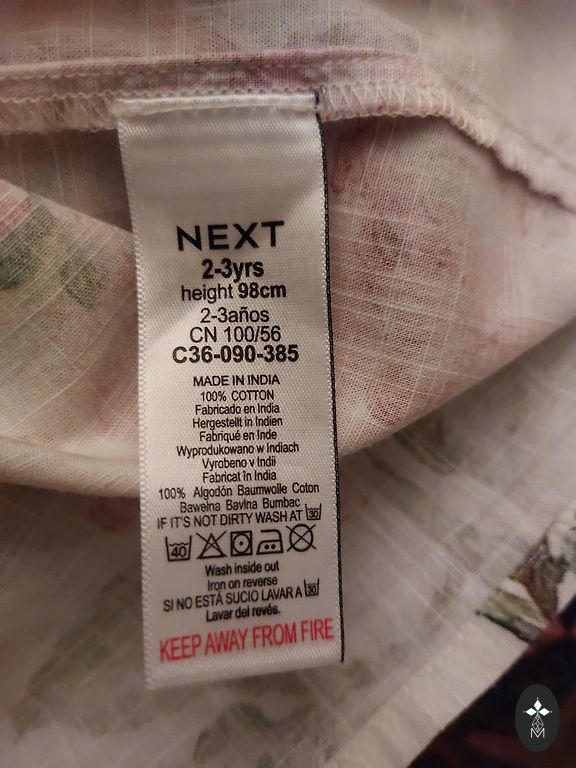 NEXT
2-3yrs
height 98cm
2-3años
CN 100/56
C36-090-385
MADE IN INDIA
100% COTTON
Fabricado en India
Hergestellt in Indien
Fabriqué en Inde
Wyprodukowano w Indiach
Vyrobeno v Indii
Fabricat în India
100% Algodón Baumwolle Coton
Bawełna Bavlna Bumbac
IF IT'S NOT DIRTY WASH AT 30
40
Wash inside out
Iron on reverse
SI NO ESTÁ SUCIO LAVAR A 30
Lavar del revés.
KEEP AWAY FROM FIRE
M